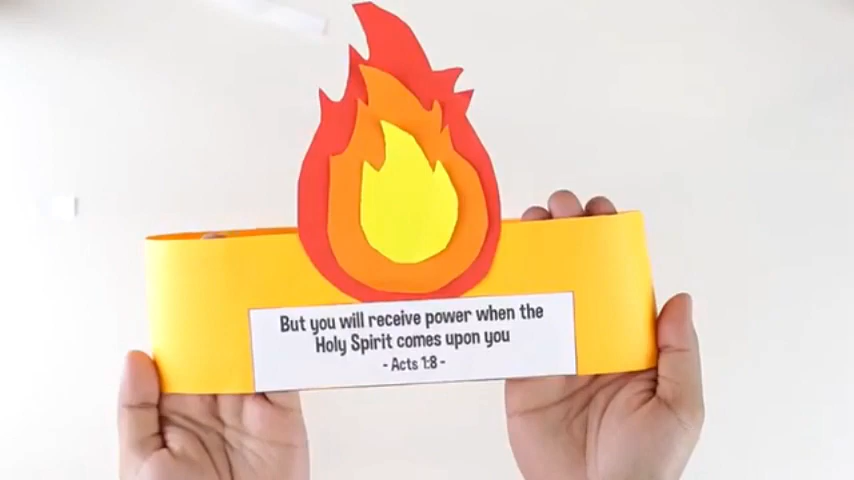 But you will receive power when the
Holy Spirit comes upon you
- Acts 1:8 -